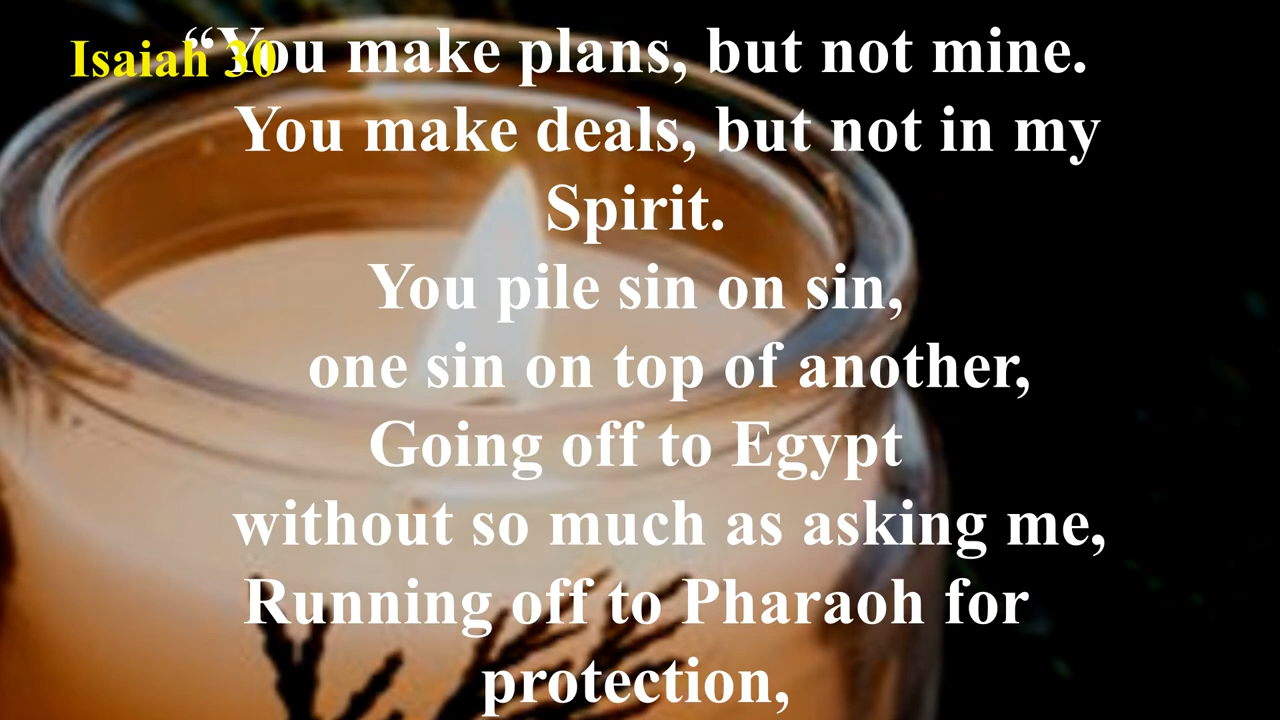 Isaiah 30
“You make plans, but not mine.
You make deals, but not in my
Spirit.
You pile sin on sin,
one sin on top of another,
Going off to Egypt
without so much as asking me,
Running off to Pharaoh for
protection,